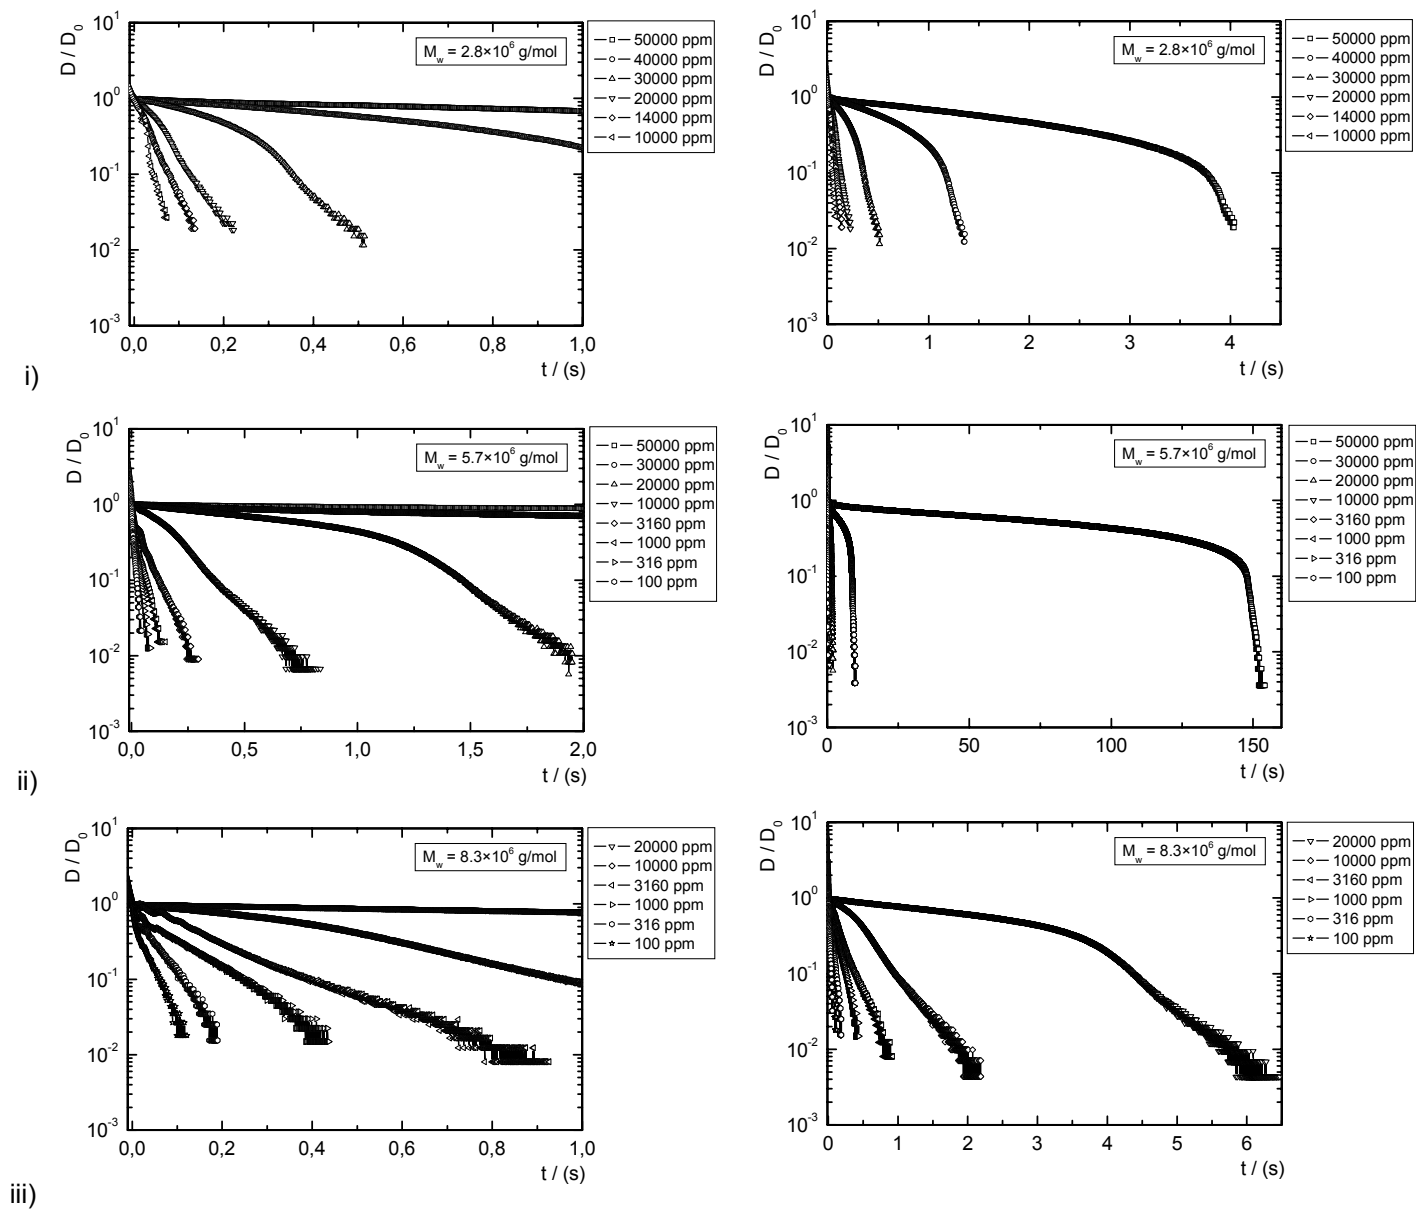 D / D0
10^1
10^0
10^-1
10^-2
10^-3
0,0 0,2 0,4 0,6 0,8 1,0
t / (s)
Mw = 2.8×10^6 g/mol
50000 ppm
40000 ppm
30000 ppm
20000 ppm
14000 ppm
10000 ppm
D / D0
10^1
10^0
10^-1
10^-2
10^-3
0 1 2 3 4
t / (s)
Mw = 2.8×10^6 g/mol
50000 ppm
40000 ppm
30000 ppm
20000 ppm
14000 ppm
10000 ppm
i)
D / D0
10^1
10^0
10^-1
10^-2
10^-3
0,0 0,5 1,0 1,5 2,0
t / (s)
Mw = 5.7×10^6 g/mol
50000 ppm
30000 ppm
20000 ppm
10000 ppm
3160 ppm
1000 ppm
316 ppm
100 ppm
D / D0
10^1
10^0
10^-1
10^-2
10^-3
0 50 100 150
t / (s)
Mw = 5.7×10^6 g/mol
50000 ppm
30000 ppm
20000 ppm
10000 ppm
3160 ppm
1000 ppm
316 ppm
100 ppm
ii)
D / D0
10^1
10^0
10^-1
10^-2
10^-3
0,0 0,2 0,4 0,6 0,8 1,0
t / (s)
Mw = 8.3×10^6 g/mol
20000 ppm
10000 ppm
3160 ppm
1000 ppm
316 ppm
100 ppm
D / D0
10^1
10^0
10^-1
10^-2
10^-3
0 1 2 3 4 5 6
t / (s)
Mw = 8.3×10^6 g/mol
20000 ppm
10000 ppm
3160 ppm
1000 ppm
316 ppm
100 ppm
iii)